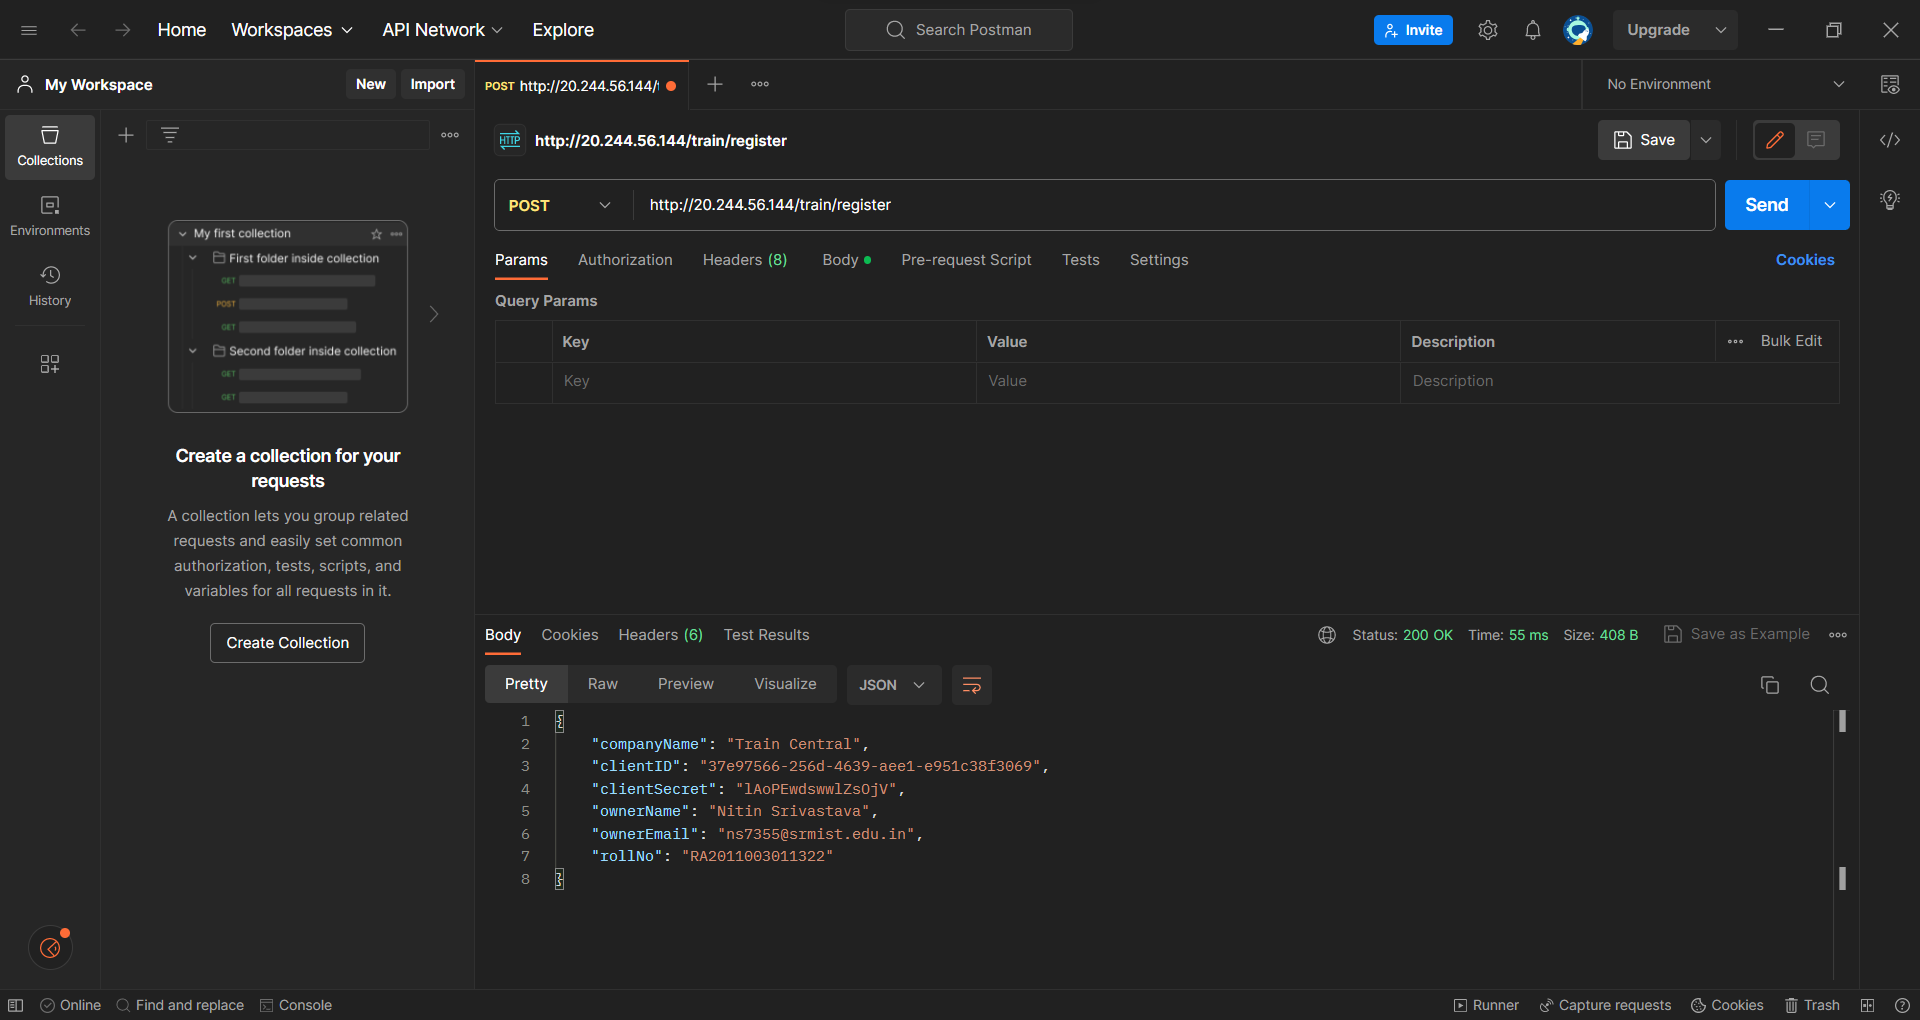 Home Workspaces API Network Explore Search Postman Invite Upgrade
My Workspace New Import POST http://20.244.56.144/ No Environment
http://20.244.56.144/train/register Save
Collections
Environments
History
My first collection
First folder inside collection
GET
POST
GET
Second folder inside collection
GET
GET
Create a collection for your
requests
A collection lets you group related
requests and easily set common
authorization, tests, scripts, and
variables for all requests in it.
Create Collection
HTTP
POST http://20.244.56.144/train/register Send
Params Authorization Headers (8) Body Pre-request Script Tests Settings Cookies
Query Params
Key Value Description Bulk Edit
Key Value Description
Body Cookies Headers (6) Test Results Status: 200 OK Time: 55 ms Size: 408 B Save as Example
Pretty Raw Preview Visualize JSON
1 {
2 "companyName": "Train Central",
3 "clientID": "37e97566-256d-4639-aee1-e951c38f3069",
4 "clientSecret": "lAoPEwdswwlZsOjV",
5 "ownerName": "Nitin Srivastava",
6 "ownerEmail": "ns7355@srmist.edu.in",
7 "rollNo": "RA2011003011322"
8 }
Online Find and replace Console Runner Capture requests Cookies Trash